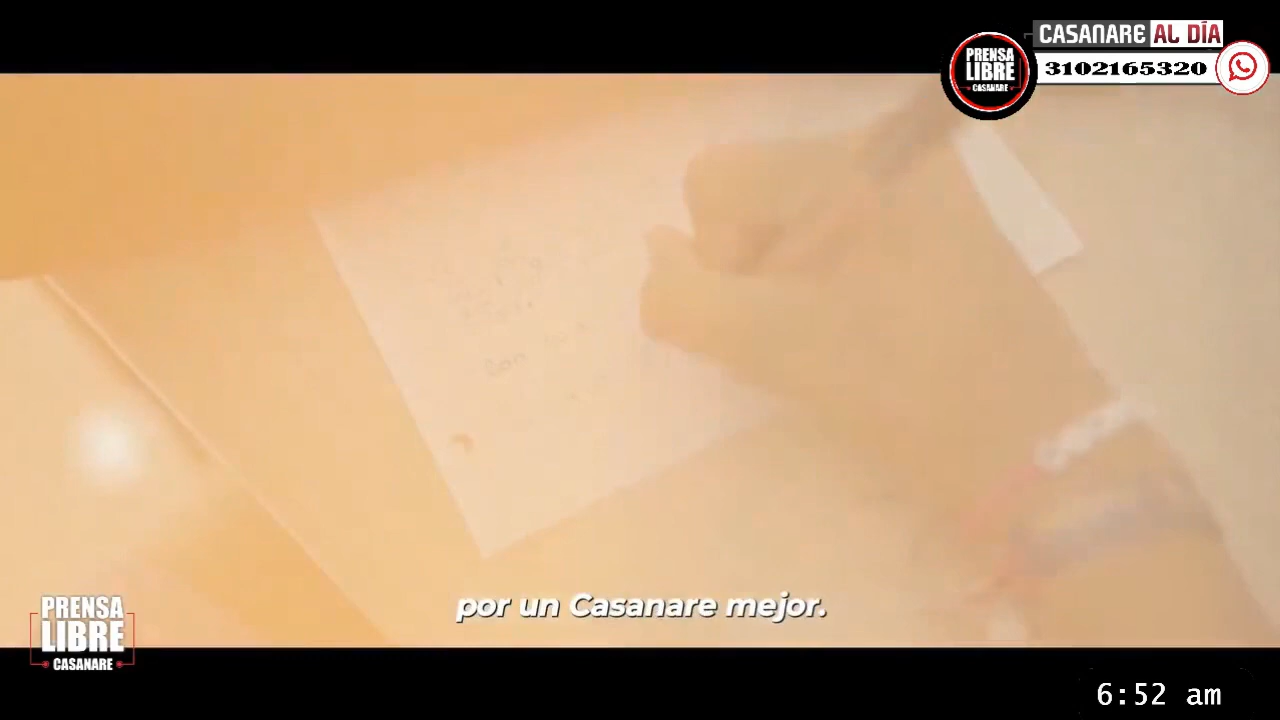 CASANARE AL DÍA
PRENSA
LIBRE
CASANARE
3102165320
por un Casanare mejor.
PRENSA
LIBRE
CASANARE
6:52 am